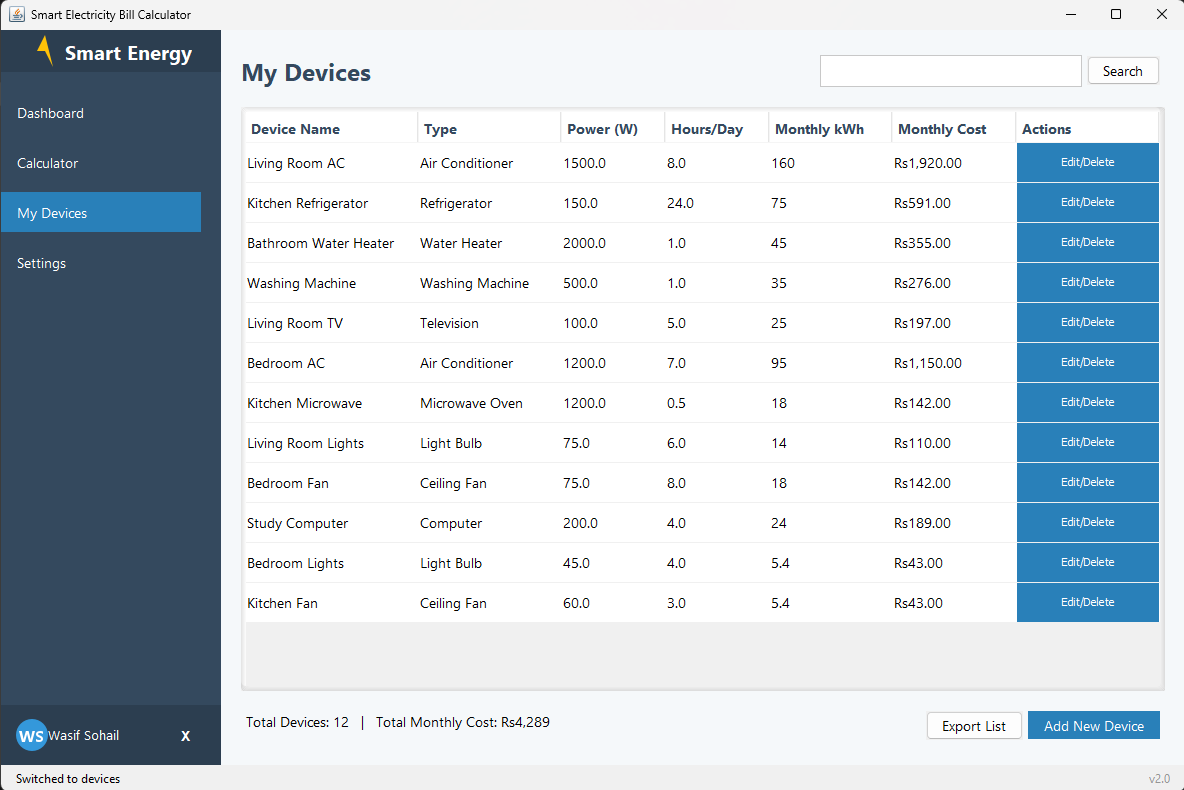 Smart Electricity Bill Calculator
Smart Energy
Dashboard
Calculator
My Devices
Settings
My Devices
Search
Device Name Type Power (W) Hours/Day Monthly kWh Monthly Cost Actions
Living Room AC Air Conditioner 1500.0 8.0 160 Rs1,920.00 Edit/Delete
Kitchen Refrigerator Refrigerator 150.0 24.0 75 Rs591.00 Edit/Delete
Bathroom Water Heater Water Heater 2000.0 1.0 45 Rs355.00 Edit/Delete
Washing Machine Washing Machine 500.0 1.0 35 Rs276.00 Edit/Delete
Living Room TV Television 100.0 5.0 25 Rs197.00 Edit/Delete
Bedroom AC Air Conditioner 1200.0 7.0 95 Rs1,150.00 Edit/Delete
Kitchen Microwave Microwave Oven 1200.0 0.5 18 Rs142.00 Edit/Delete
Living Room Lights Light Bulb 75.0 6.0 14 Rs110.00 Edit/Delete
Bedroom Fan Ceiling Fan 75.0 8.0 18 Rs142.00 Edit/Delete
Study Computer Computer 200.0 4.0 24 Rs189.00 Edit/Delete
Bedroom Lights Light Bulb 45.0 4.0 5.4 Rs43.00 Edit/Delete
Kitchen Fan Ceiling Fan 60.0 3.0 5.4 Rs43.00 Edit/Delete
Total Devices: 12 | Total Monthly Cost: Rs4,289
Export List
Add New Device
WS Wasif Sohail X
Switched to devices
v2.0